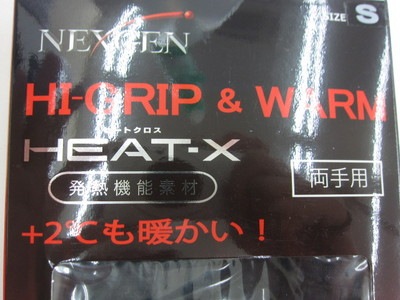 SIZE S
NEXGEN
HI-GRIP & WARM
ヒートクロス
HEAT-X
発熱機能素材
両手用
+2℃も暖かい！